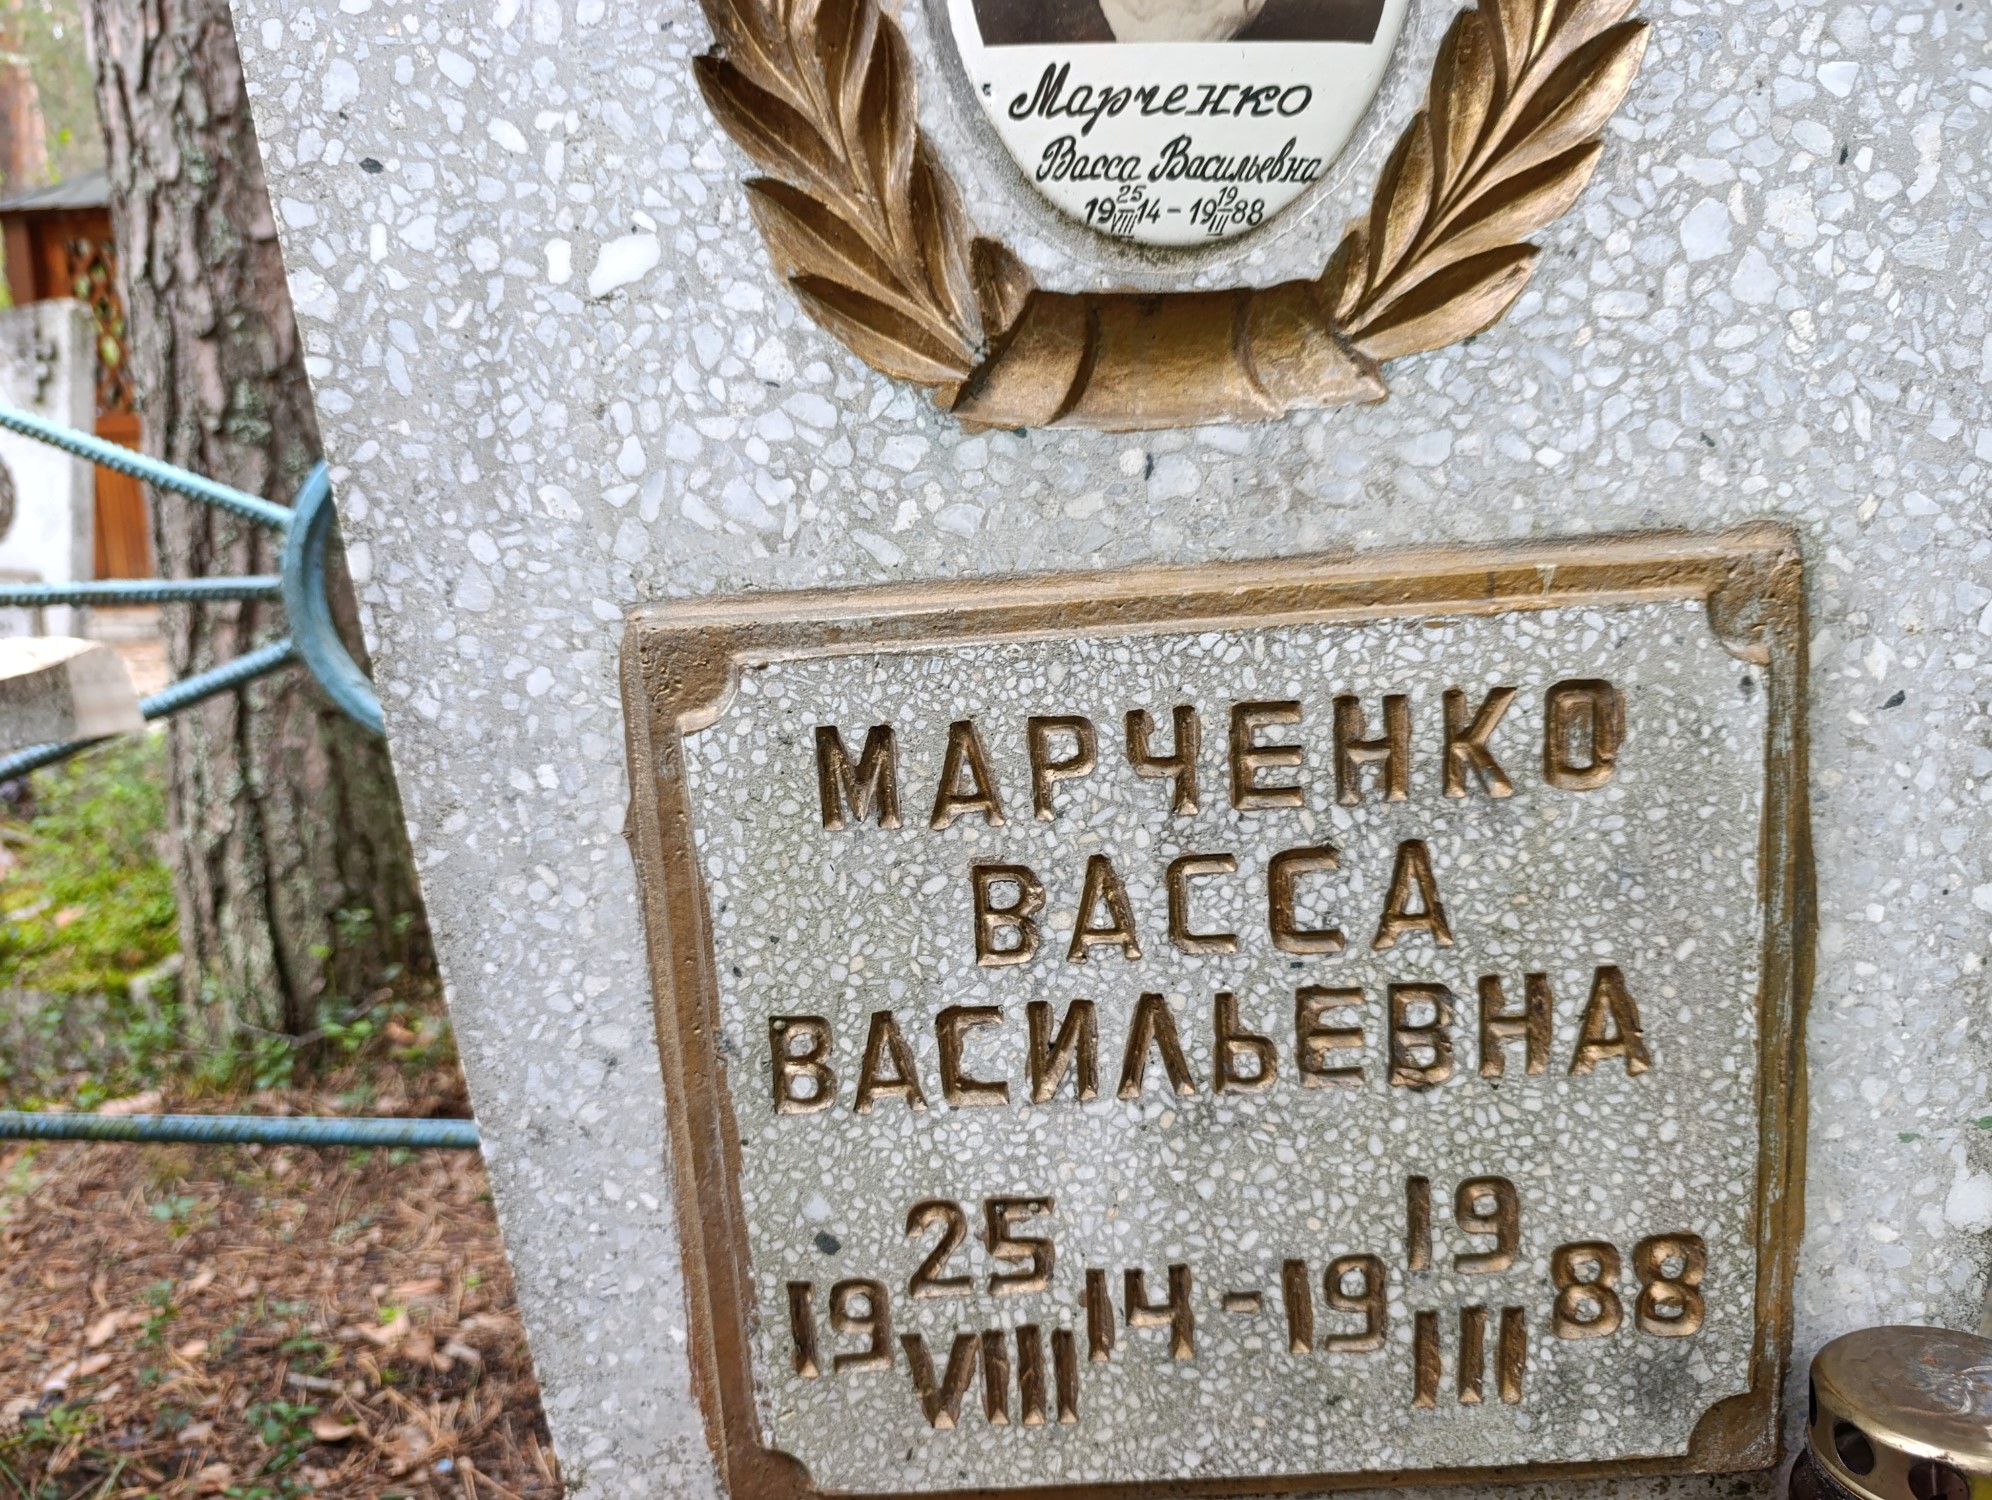 Марченко
Васса Васильевна
19 25/VIII 14 - 19 19/III 88
МАРЧЕНКО
ВАССА
ВАСИЛЬЕВНА
19 25/VIII 14 - 19 19/III 88